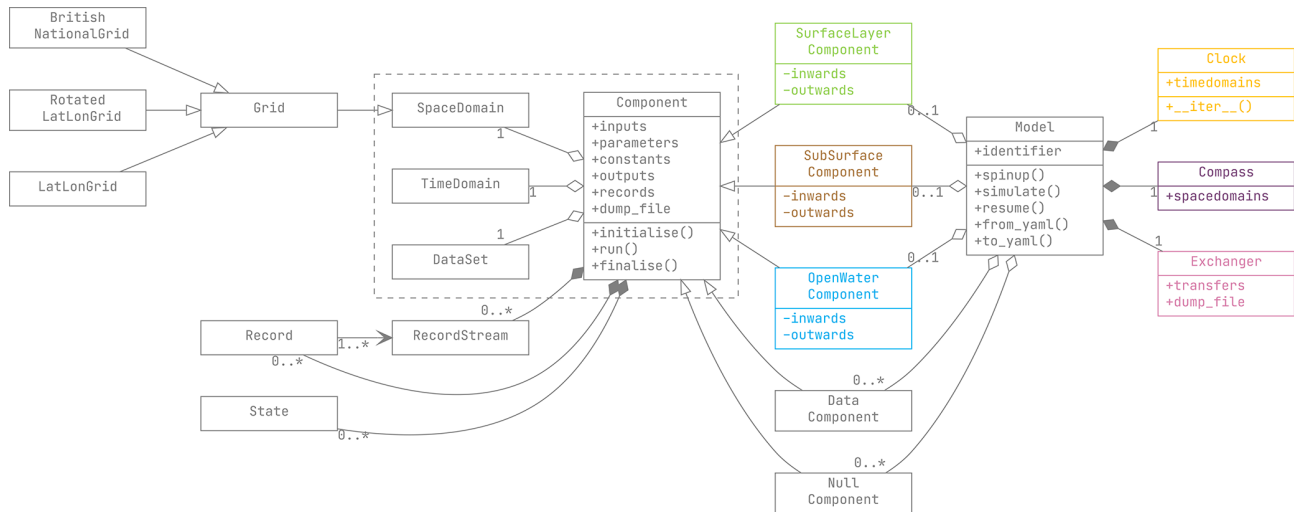 British
NationalGrid
Rotated
LatLonGrid
LatLonGrid
Grid
SpaceDomain
1
TimeDomain
1
1
DataSet
Component
+inputs
+parameters
+constants
+outputs
+records
+dump_file
+initialise()
+run()
+finalise()
0..*
Record
1..*
RecordStream
0..*
State
0..*
SurfaceLayer
Component
-inwards
-outwards
0..1
SubSurface
Component
-inwards
-outwards
0..1
0..1
OpenWater
Component
-inwards
-outwards
0..*
Data
Component
0..*
Null
Component
Model
+identifier
+spinup()
+simulate()
+resume()
+from_yaml()
+to_yaml()
Clock
+timedomains
+__iter__()
1
Compass
+spacedomains
1
1
Exchanger
+transfers
+dump_file